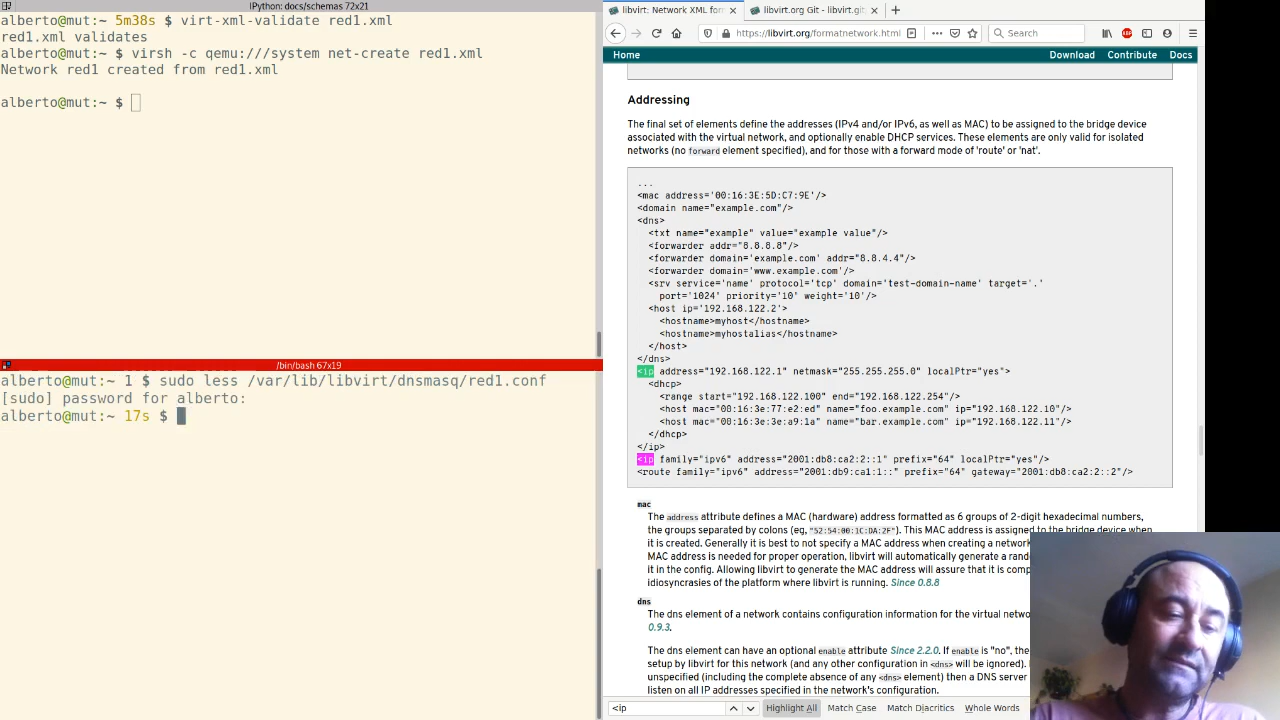 IPython: docs/schemas 72x21
alberto@mut:~ 5m38s $ virt-xml-validate red1.xml
red1.xml validates
alberto@mut:~ $ virsh -c qemu:///system net-create red1.xml
Network red1 created from red1.xml
alberto@mut:~ $
/bin/bash 67x19
alberto@mut:~ 1 $ sudo less /var/lib/libvirt/dnsmasq/red1.conf
[sudo] password for alberto:
alberto@mut:~ 17s $
libvirt: Network XML for
libvirt.org Git - libvirt.gi
https://libvirt.org/formatnetwork.html
Search
Home Download Contribute Docs
Addressing
The final set of elements define the addresses (IPv4 and/or IPv6, as well as MAC) to be assigned to the bridge device
associated with the virtual network, and optionally enable DHCP services. These elements are only valid for isolated
networks (no forward element specified), and for those with a forward mode of 'route' or 'nat'.
...
<mac address='00:16:3E:5D:C7:9E'/>
<domain name="example.com"/>
<dns>
<txt name="example" value="example value"/>
<forwarder addr="8.8.8.8"/>
<forwarder domain='example.com' addr="8.8.4.4"/>
<forwarder domain='www.example.com'/>
<srv service='name' protocol='tcp' domain='test-domain-name' target='.'
port='1024' priority='10' weight='10'/>
<host ip='192.168.122.2'>
<hostname>myhost</hostname>
<hostname>myhostalias</hostname>
</host>
</dns>
<ip address="192.168.122.1" netmask="255.255.255.0" localPtr="yes">
<dhcp>
<range start="192.168.122.100" end="192.168.122.254"/>
<host mac="00:16:3e:77:e2:ed" name="foo.example.com" ip="192.168.122.10"/>
<host mac="00:16:3e:3e:a9:1a" name="bar.example.com" ip="192.168.122.11"/>
</dhcp>
</ip>
<ip family="ipv6" address="2001:db8:ca2:2::1" prefix="64" localPtr="yes"/>
<route family="ipv6" address="2001:db9:ca1:1::" prefix="64" gateway="2001:db8:ca2:2::2"/>
mac
The address attribute defines a MAC (hardware) address formatted as 6 groups of 2-digit hexadecimal numbers,
the groups separated by colons (eg, "52:54:00:1C:DA:2F"). This MAC address is assigned to the bridge device when
it is created. Generally it is best to not specify a MAC address when creating a network
MAC address is needed for proper operation, libvirt will automatically generate a rand
it in the config. Allowing libvirt to generate the MAC address will assure that it is comp
idiosyncrasies of the platform where libvirt is running. Since 0.8.8
dns
The dns element of a network contains configuration information for the virtual netwo
0.9.3.
The dns element can have an optional enable attribute Since 2.2.0. If enable is "no", the
setup by libvirt for this network (and any other configuration in <dns> will be ignored).
unspecified (including the complete absence of any <dns> element) then a DNS server
listen on all IP addresses specified in the network's configuration.
<ip Highlight All Match Case Match Diacritics Whole Words